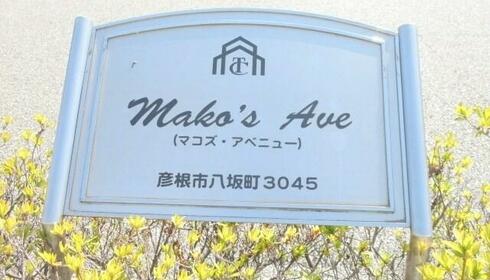 TC
Mako's Ave
(マコズ・アベニュー)
彦根市八坂町3045